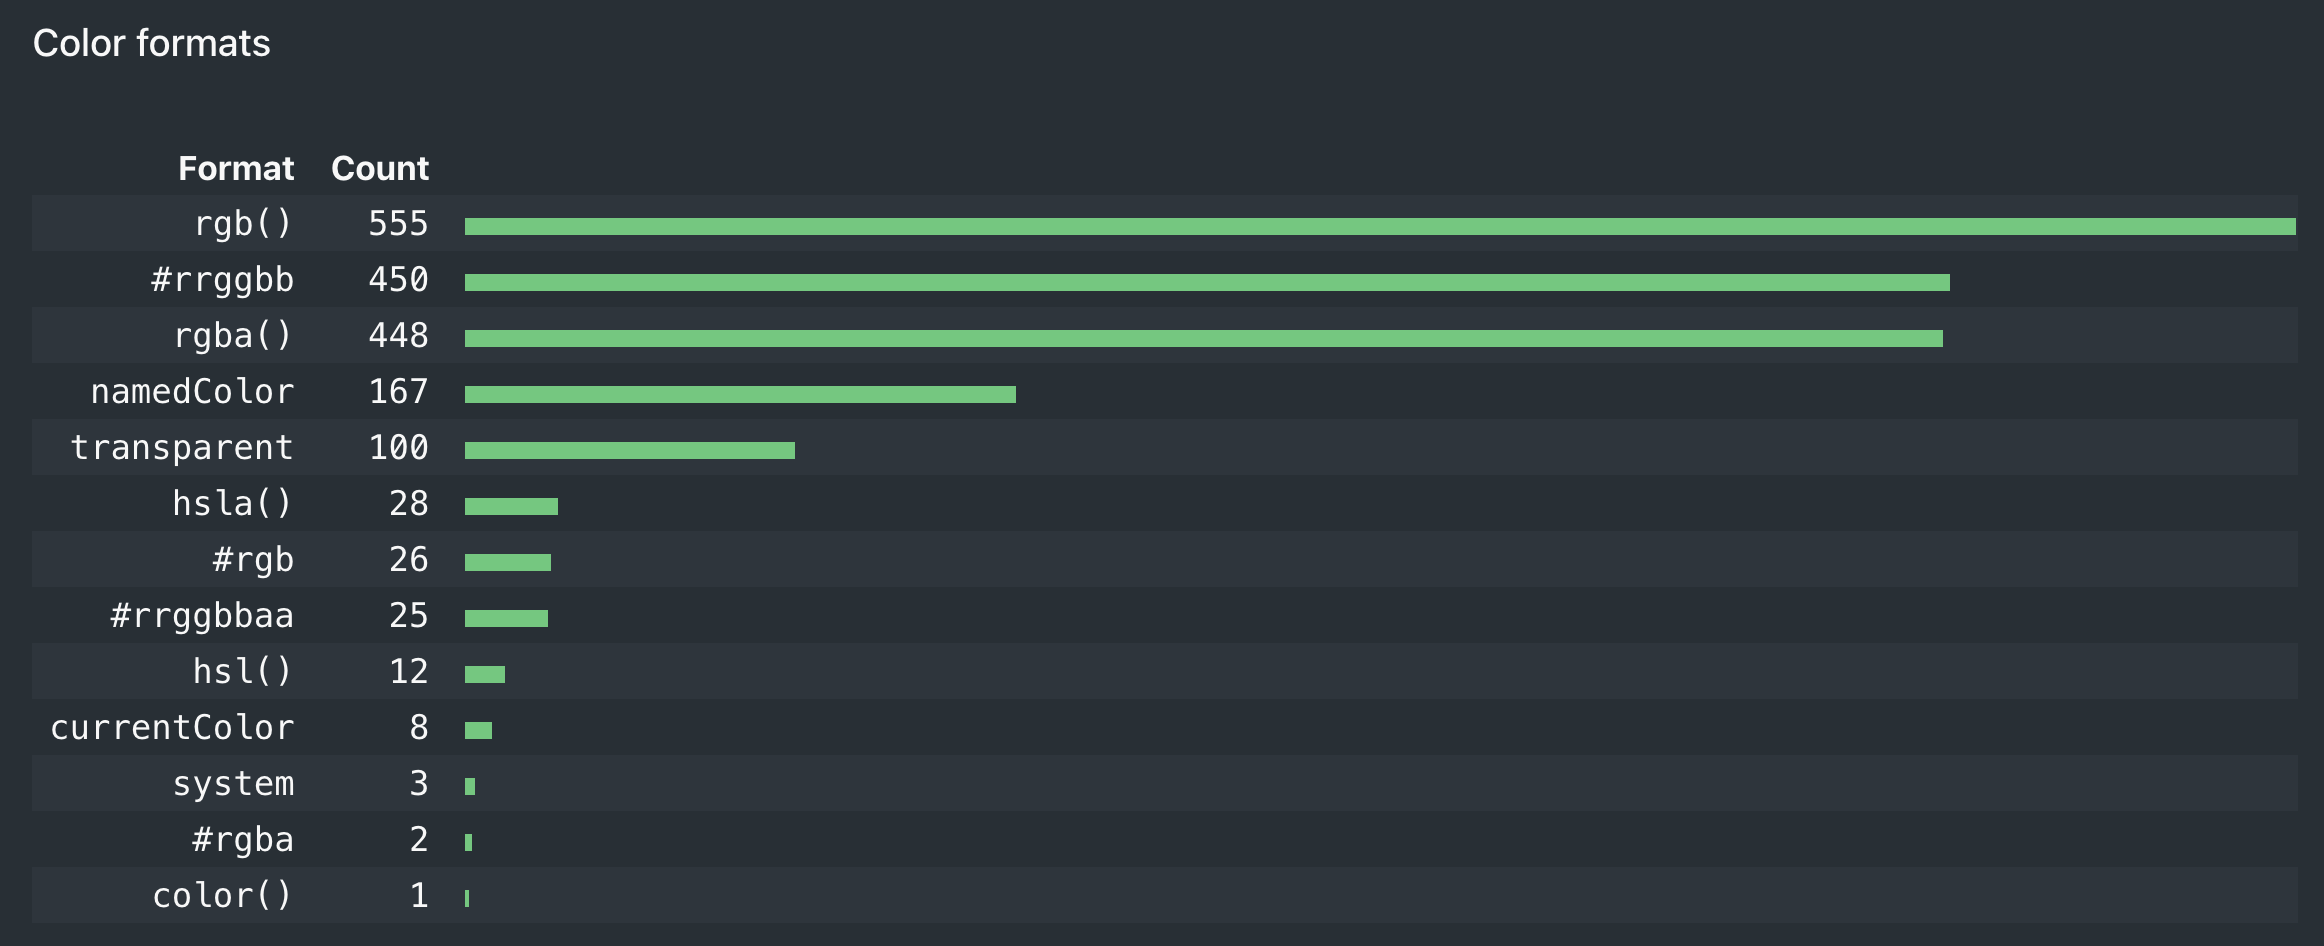 Color formats
Format Count
rgb() 555
#rrggbb 450
rgba() 448
namedColor 167
transparent 100
hsla() 28
#rgb 26
#rrggbbaa 25
hsl() 12
currentColor 8
system 3
#rgba 2
color() 1